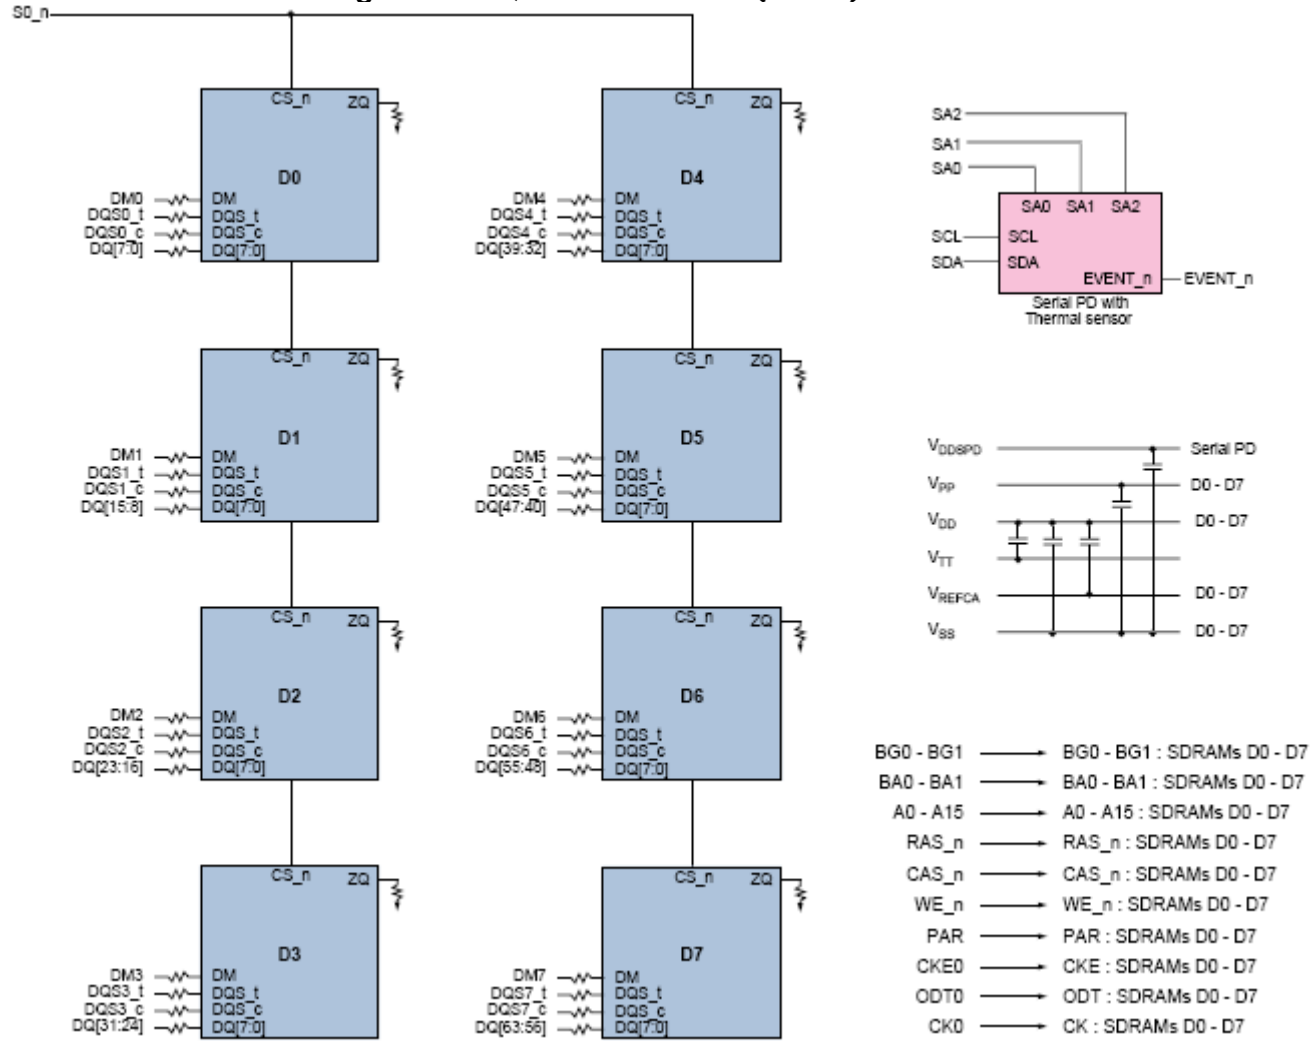 S0_n
CS_n ZQ
D0
DM0 DM
DQS0_t DQS_t
DQS0_c DQS_c
DQ[7:0] DQ[7:0]
CS_n ZQ
D1
DM1 DM
DQS1_t DQS_t
DQS1_c DQS_c
DQ[15:8] DQ[7:0]
CS_n ZQ
D2
DM2 DM
DQS2_t DQS_t
DQS2_c DQS_c
DQ[23:16] DQ[7:0]
CS_n ZQ
D3
DM3 DM
DQS3_t DQS_t
DQS3_c DQS_c
DQ[31:24] DQ[7:0]
CS_n ZQ
D4
DM4 DM
DQS4_t DQS_t
DQS4_c DQS_c
DQ[39:32] DQ[7:0]
CS_n ZQ
D5
DM5 DM
DQS5_t DQS_t
DQS5_c DQS_c
DQ[47:40] DQ[7:0]
CS_n ZQ
D6
DM6 DM
DQS6_t DQS_t
DQS6_c DQS_c
DQ[55:48] DQ[7:0]
CS_n ZQ
D7
DM7 DM
DQS7_t DQS_t
DQS7_c DQS_c
DQ[63:56] DQ[7:0]
SA2
SA1
SA0
SA0 SA1 SA2
SCL SCL
SDA SDA
EVENT_n EVENT_n
Serial PD with
Thermal sensor
VDDSPD Serial PD
VPP D0 - D7
VDD D0 - D7
VTT
VREFCA D0 - D7
VSS D0 - D7
BG0 - BG1 BG0 - BG1 : SDRAMs D0 - D7
BA0 - BA1 BA0 - BA1 : SDRAMs D0 - D7
A0 - A15 A0 - A15 : SDRAMs D0 - D7
RAS_n RAS_n : SDRAMs D0 - D7
CAS_n CAS_n : SDRAMs D0 - D7
WE_n WE_n : SDRAMs D0 - D7
PAR PAR : SDRAMs D0 - D7
CKE0 CKE : SDRAMs D0 - D7
ODT0 ODT : SDRAMs D0 - D7
CK0 CK : SDRAMs D0 - D7